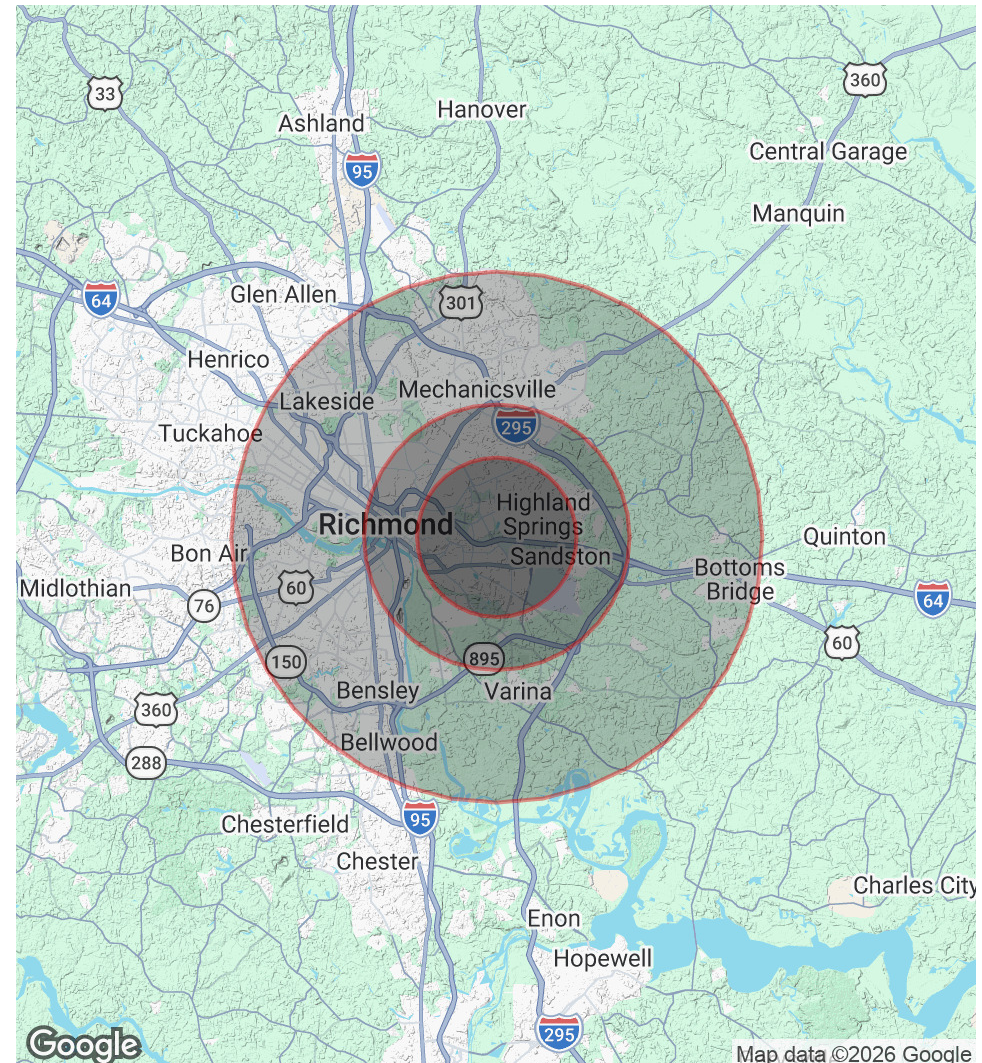 33
360
Hanover
Ashland
Central Garage
95
Manquin
Glen Allen
64
301
Henrico
Mechanicsville
Lakeside
295
Tuckahoe
Highland
Springs
Richmond
Quinton
Bon Air
Sandston
Bottoms
Bridge
Midlothian
60
64
76
60
895
150
Bensley
Varina
360
Bellwood
288
95
Chesterfield
Chester
Charles City
Enon
Hopewell
295
Google
Map data ©2026 Google